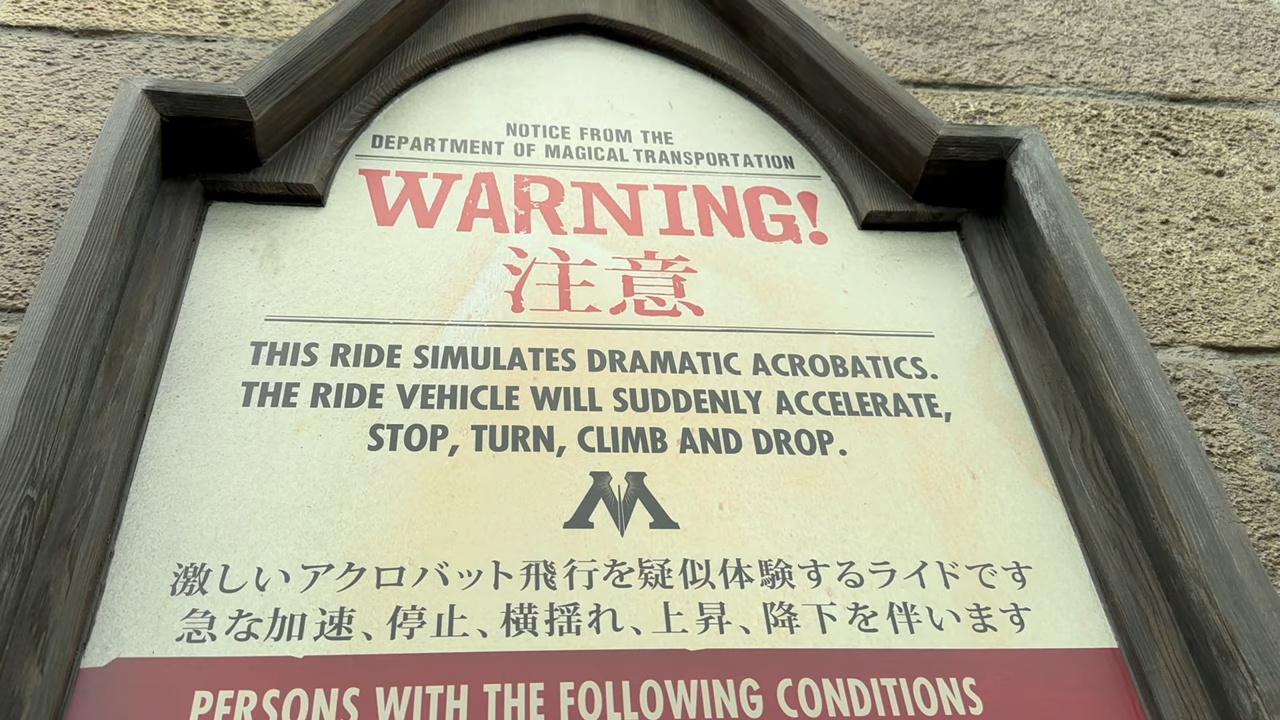 NOTICE FROM THE
DEPARTMENT OF MAGICAL TRANSPORTATION
WARNING!
注意
THIS RIDE SIMULATES DRAMATIC ACROBATICS.
THE RIDE VEHICLE WILL SUDDENLY ACCELERATE,
STOP, TURN, CLIMB AND DROP.
M
激しいアクロバット飛行を疑似体験するライドです
急な加速、停止、横揺れ、上昇、降下を伴います
PERSONS WITH THE FOLLOWING CONDITIONS